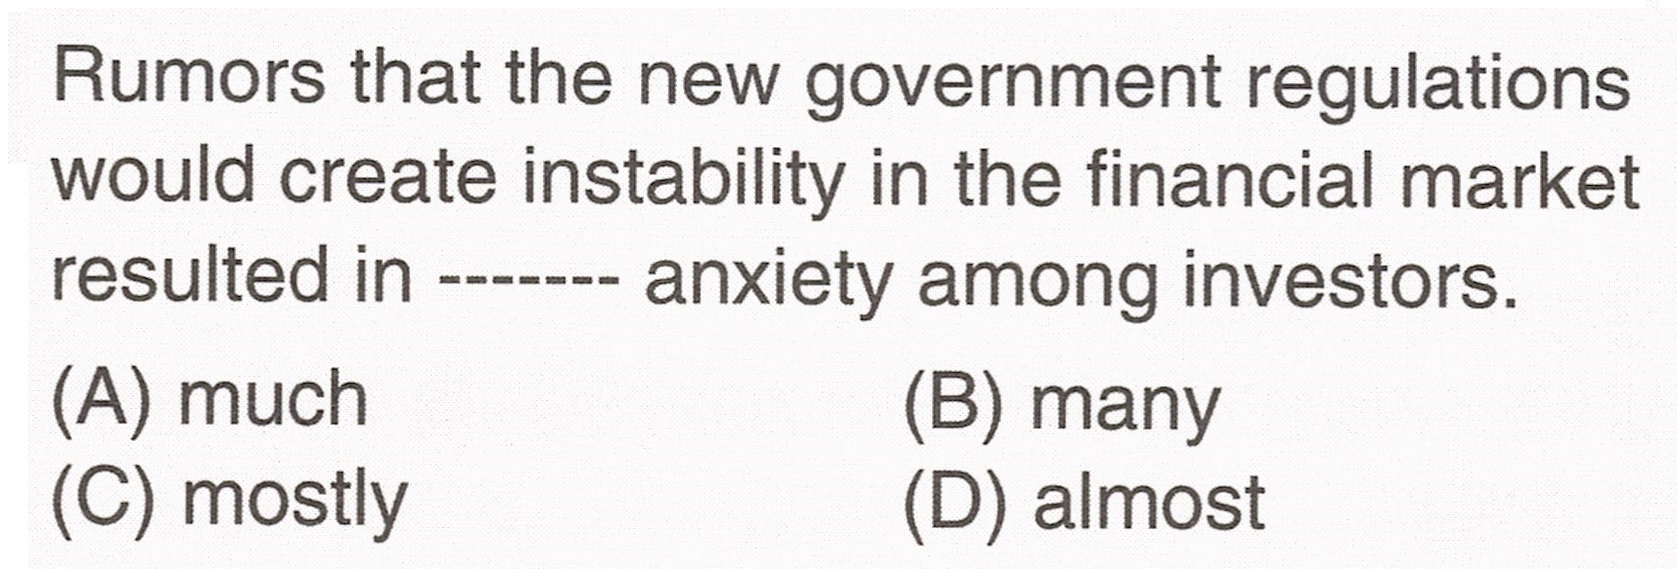 Rumors that the new government regulations
would create instability in the financial market
resulted in ------- anxiety among investors.
(A) much (B) many
(C) mostly (D) almost